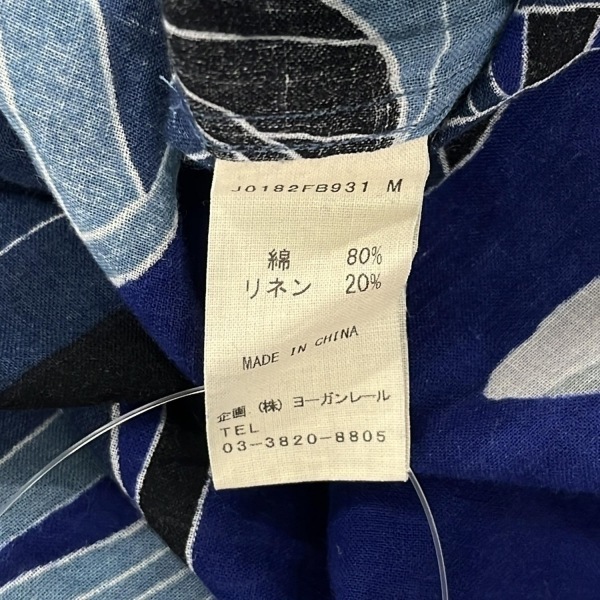 J0182FB931 M
綿 80%
リネン 20%
MADE IN CHINA
企画 (株) ヨーガンレール
TEL
03-3820-8805